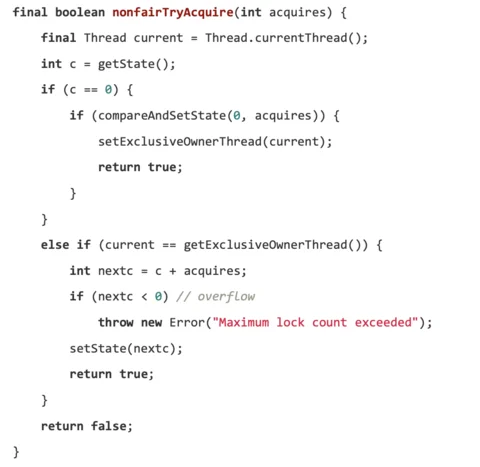 final boolean nonfairTryAcquire(int acquires) {
    final Thread current = Thread.currentThread();
    int c = getState();
    if (c == 0) {
        if (compareAndSetState(0, acquires)) {
            setExclusiveOwnerThread(current);
            return true;
        }
    }
    else if (current == getExclusiveOwnerThread()) {
        int nextc = c + acquires;
        if (nextc < 0) // overflow
            throw new Error("Maximum lock count exceeded");
        setState(nextc);
        return true;
    }
    return false;
}